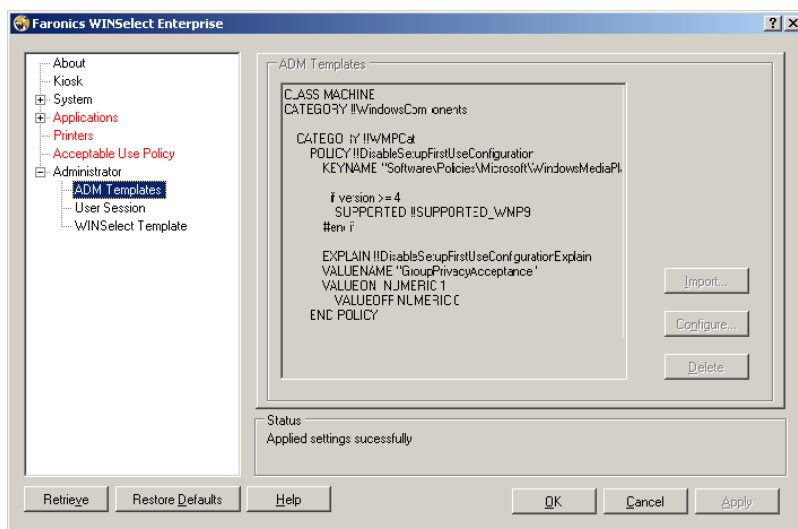 Faronics WINSelect Enterprise
About
Kiosk
System
Applications
Printers
Acceptable Use Policy
Administrator
ADM Templates
User Session
WINSelect Template
ADM Templates
CLASS MACHINE
CATEGORY !!WindowsComponents
CATEGORY !!WMPCat
POLICY !!DisableSetupFirstUseConfiguration
KEYNAME "Software\Policies\Microsoft\WindowsMediaPl
if version >= 4
SUPPORTED !!SUPPORTED_WMP9
#endif
EXPLAIN !!DisableSetupFirstUseConfigurationExplain
VALUENAME "GroupPrivacyAcceptance"
VALUEON NUMERIC 1
VALUEOFF NUMERIC 0
END POLICY
Import...
Configure...
Delete
Status
Applied settings sucessfully
Retrieve
Restore Defaults
Help
OK
Cancel
Apply